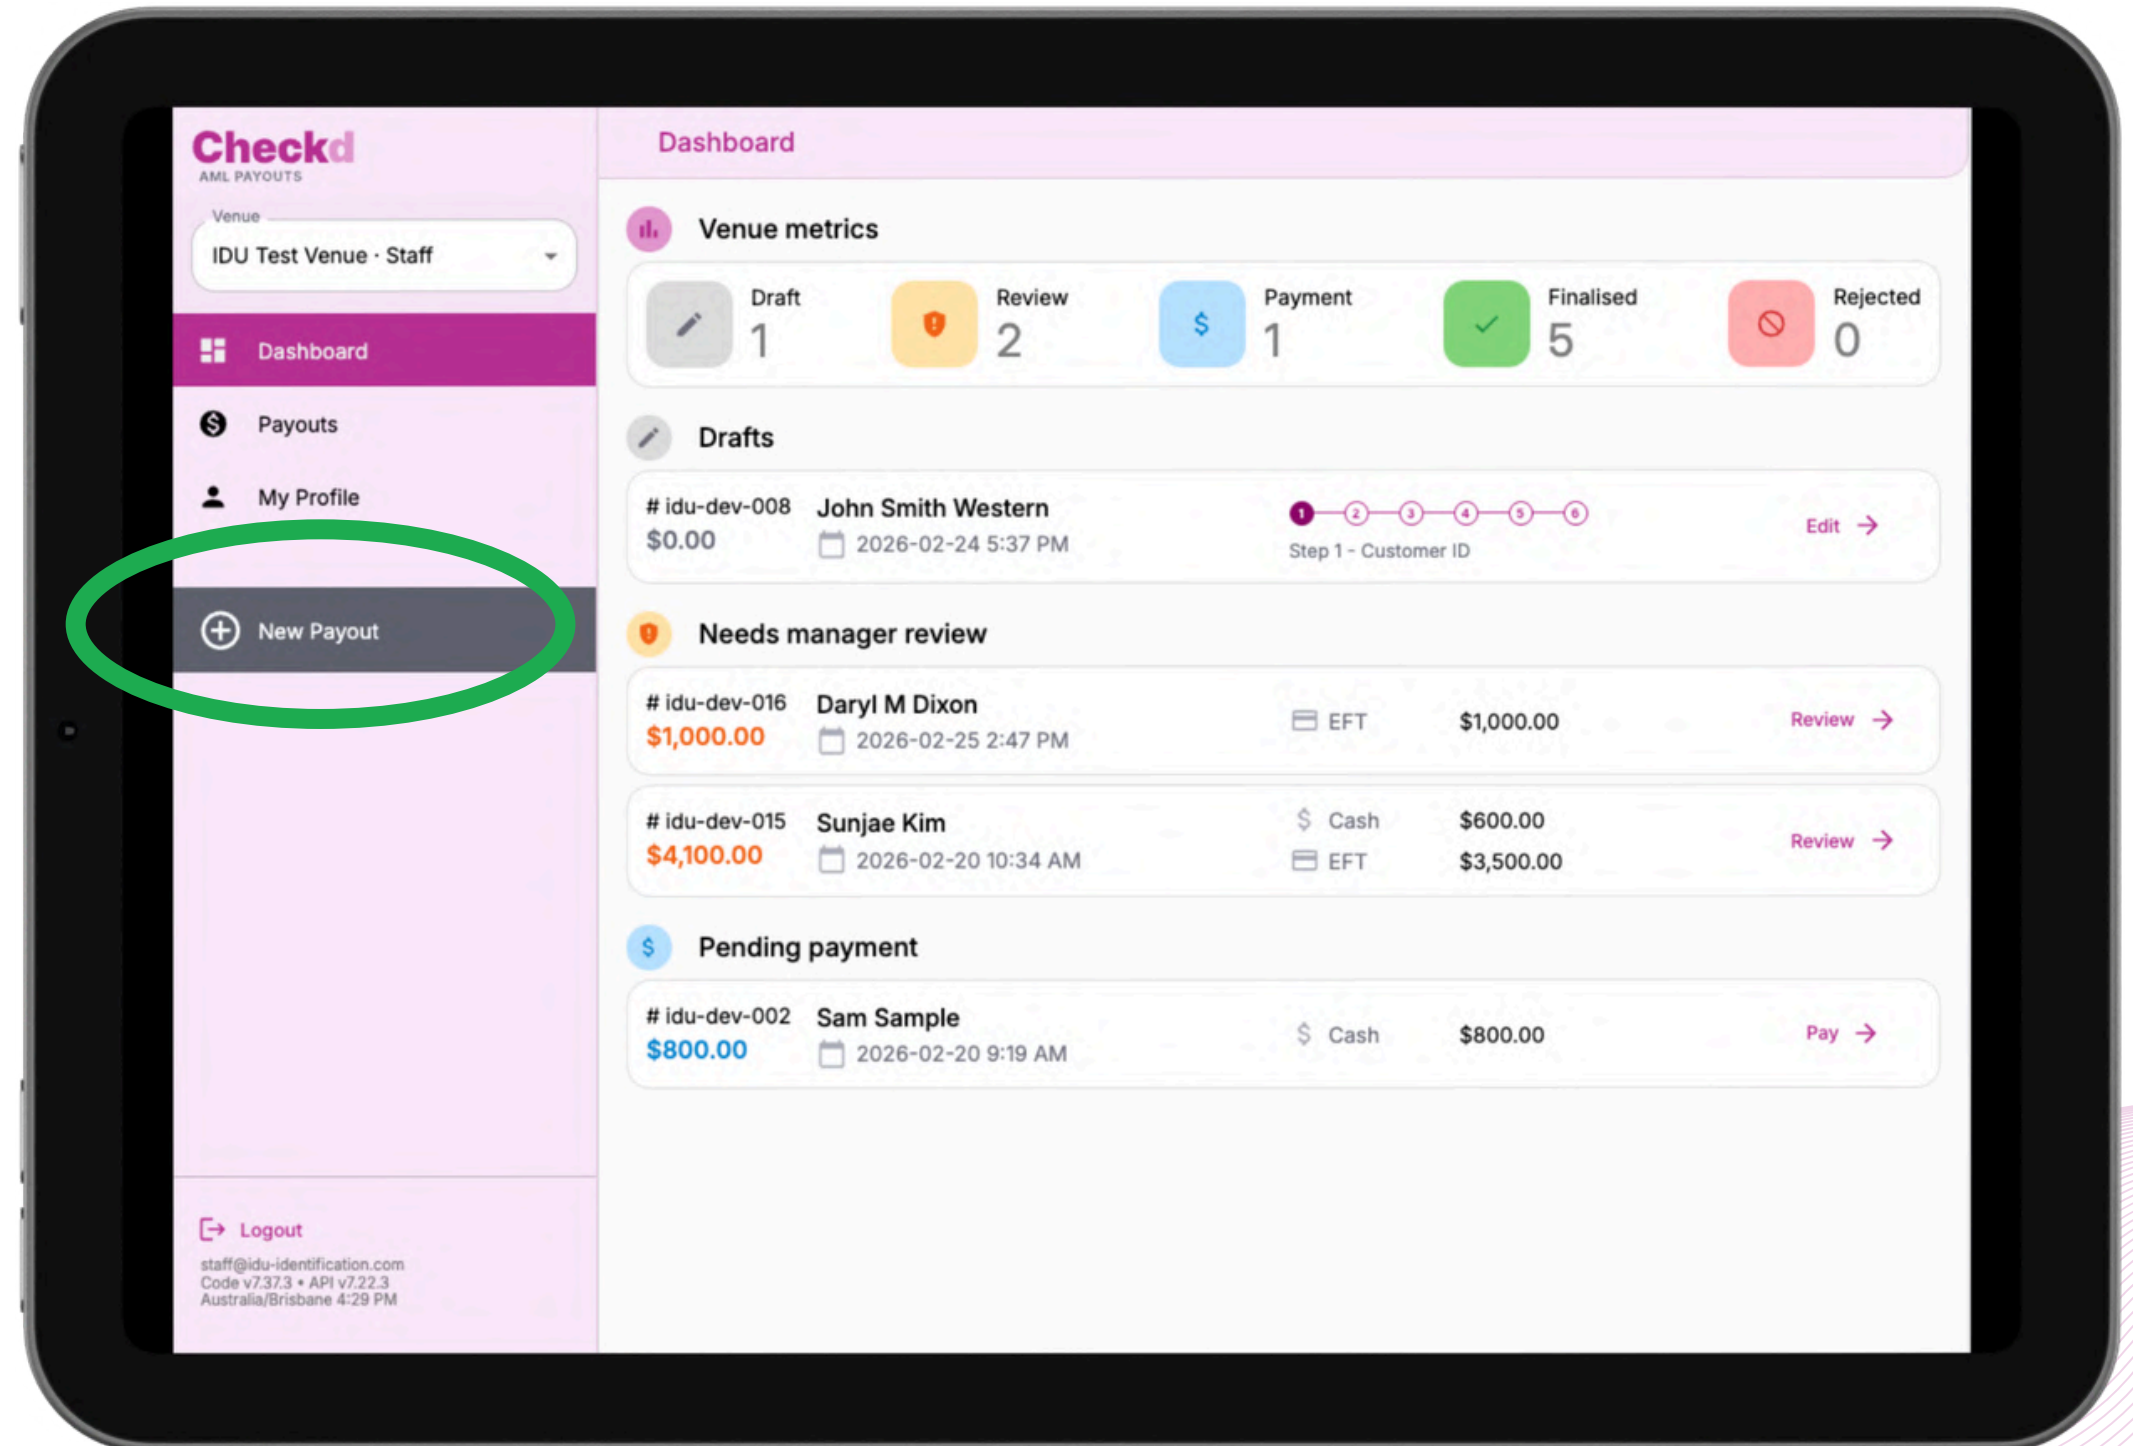 Checkd
AML PAYOUTS
Venue
IDU Test Venue · Staff
Dashboard
Payouts
My Profile
New Payout
Logout
staff@idu-identification.com
Code v7.37.3 • API v7.22.3
Australia/Brisbane 4:29 PM
Dashboard
Venue metrics
Draft
1
Review
2
Payment
1
Finalised
5
Rejected
0
Drafts
# idu-dev-008 John Smith Western
$0.00 2026-02-24 5:37 PM
1 2 3 4 5 6
Step 1 - Customer ID
Edit
Needs manager review
# idu-dev-016 Daryl M Dixon
$1,000.00 2026-02-25 2:47 PM
EFT $1,000.00
Review
# idu-dev-015 Sunjae Kim
$4,100.00 2026-02-20 10:34 AM
$ Cash $600.00
EFT $3,500.00
Review
$ Pending payment
# idu-dev-002 Sam Sample
$800.00 2026-02-20 9:19 AM
$ Cash $800.00
Pay